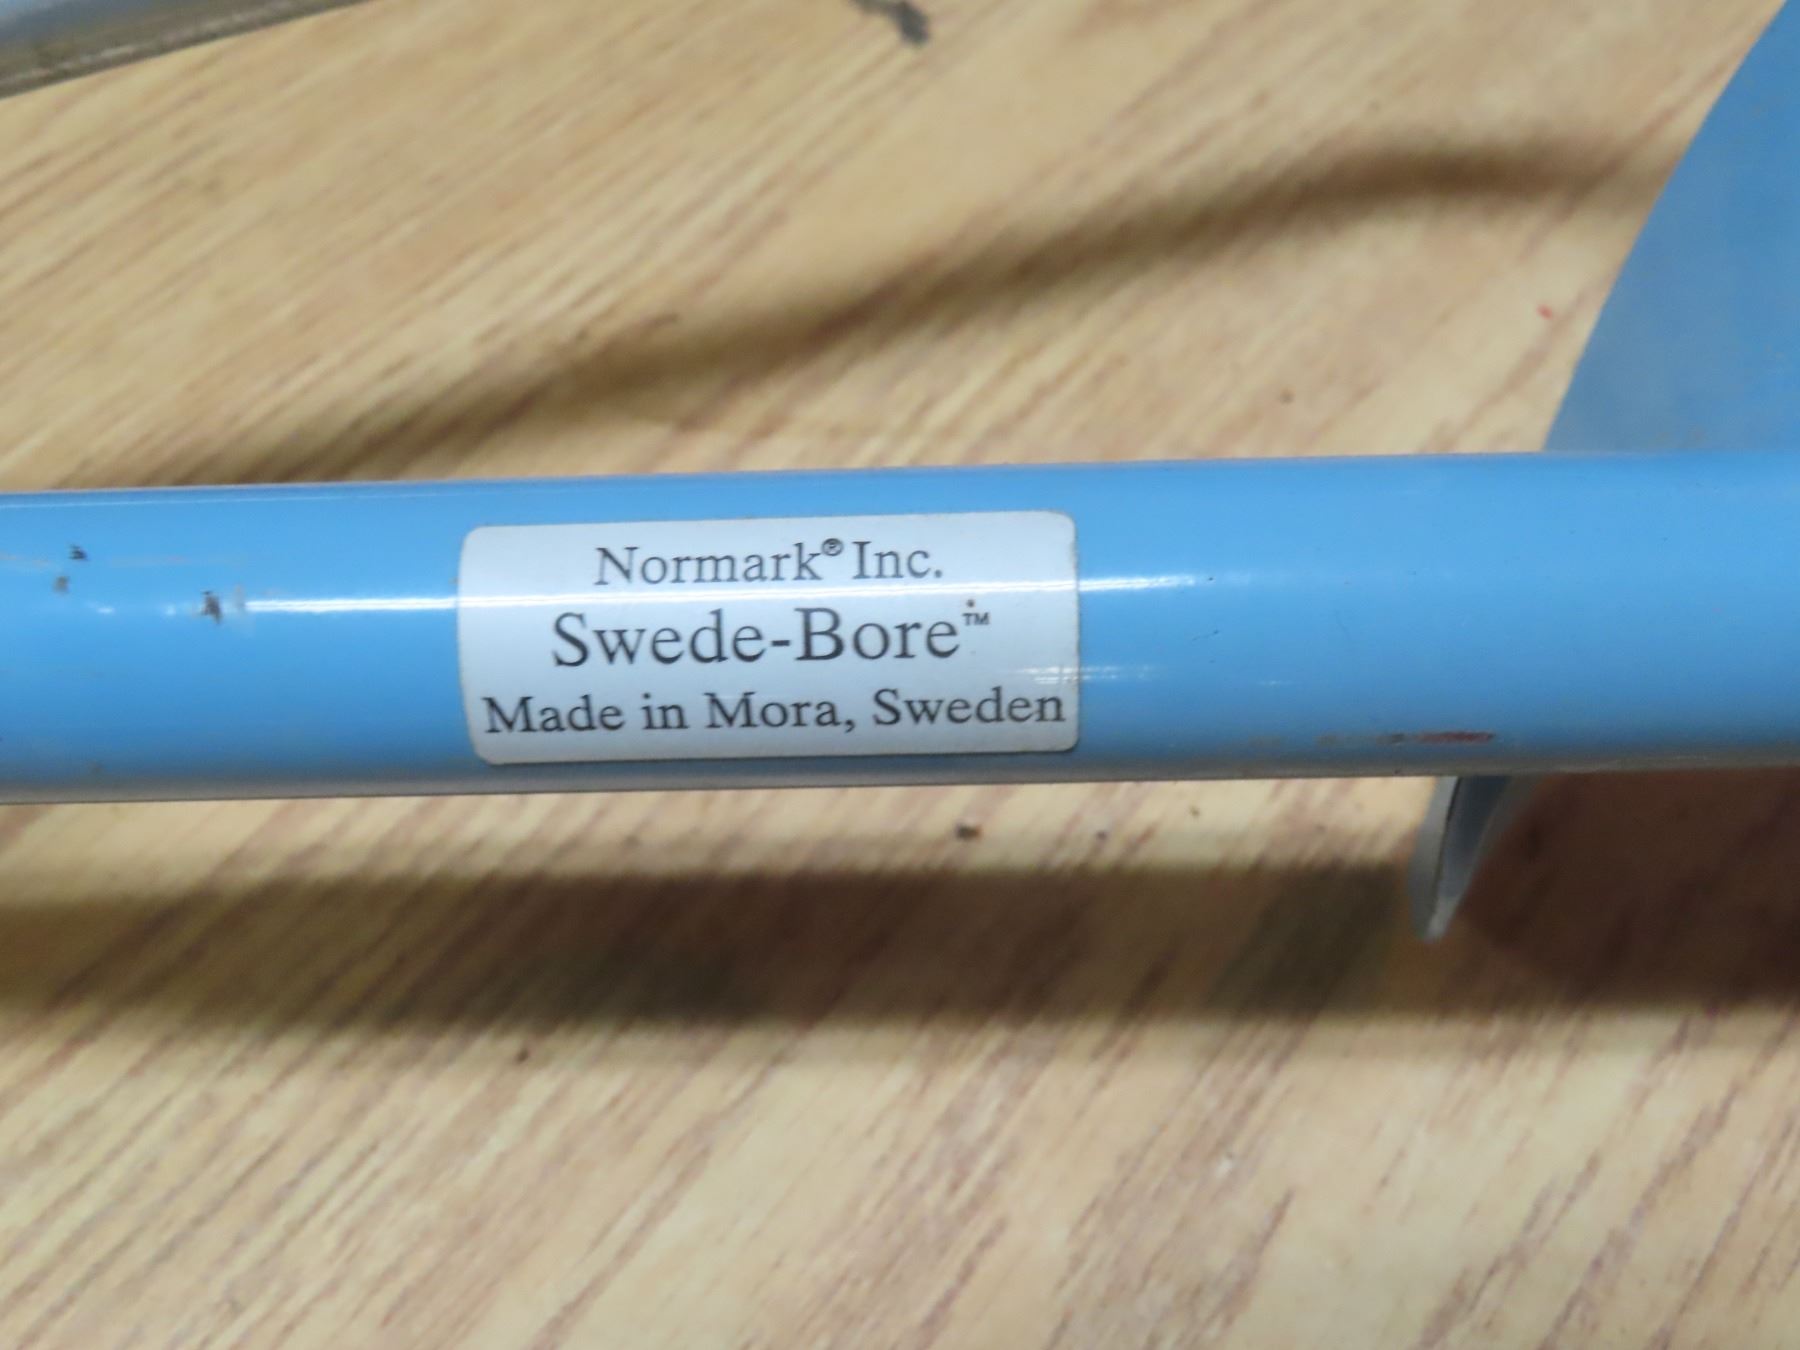 Normark® Inc.
Swede-Bore™
Made in Mora, Sweden